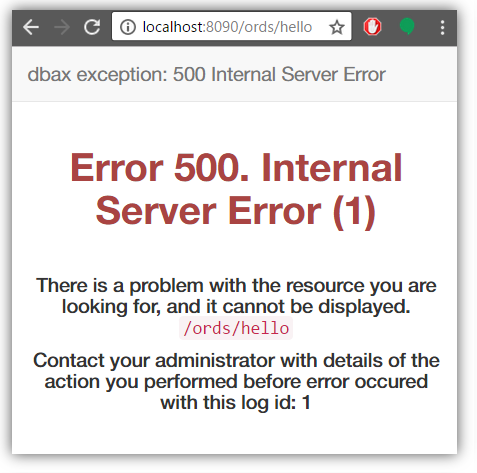 localhost:8090/ords/hello
dbax exception: 500 Internal Server Error
Error 500. Internal
Server Error (1)
There is a problem with the resource you are
looking for, and it cannot be displayed.
/ords/hello
Contact your administrator with details of the
action you performed before error occured
with this log id: 1